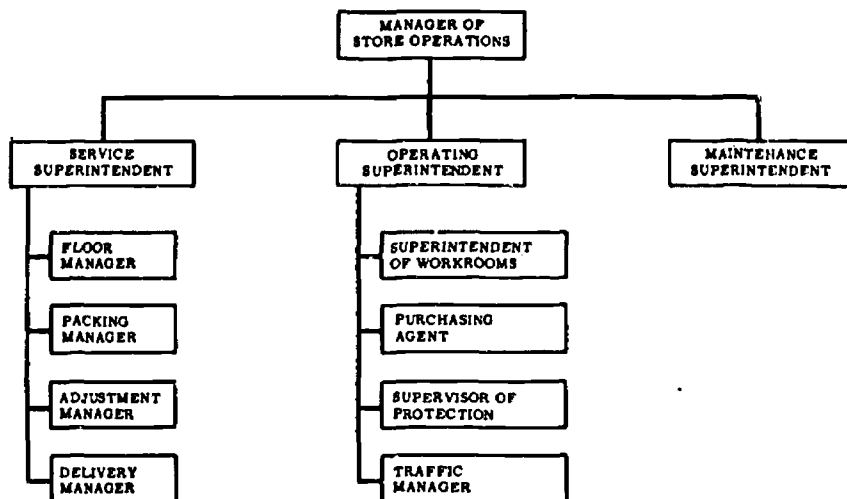 MANAGER OF
STORE OPERATIONS
SERVICE
SUPERINTENDENT
OPERATING
SUPERINTENDENT
MAINTENANCE
SUPERINTENDENT
FLOOR
MANAGER
PACKING
MANAGER
ADJUSTMENT
MANAGER
DELIVERY
MANAGER
SUPERINTENDENT
OF WORKROOMS
PURCHASING
AGENT
SUPERVISOR OF
PROTECTION
TRAFFIC
MANAGER